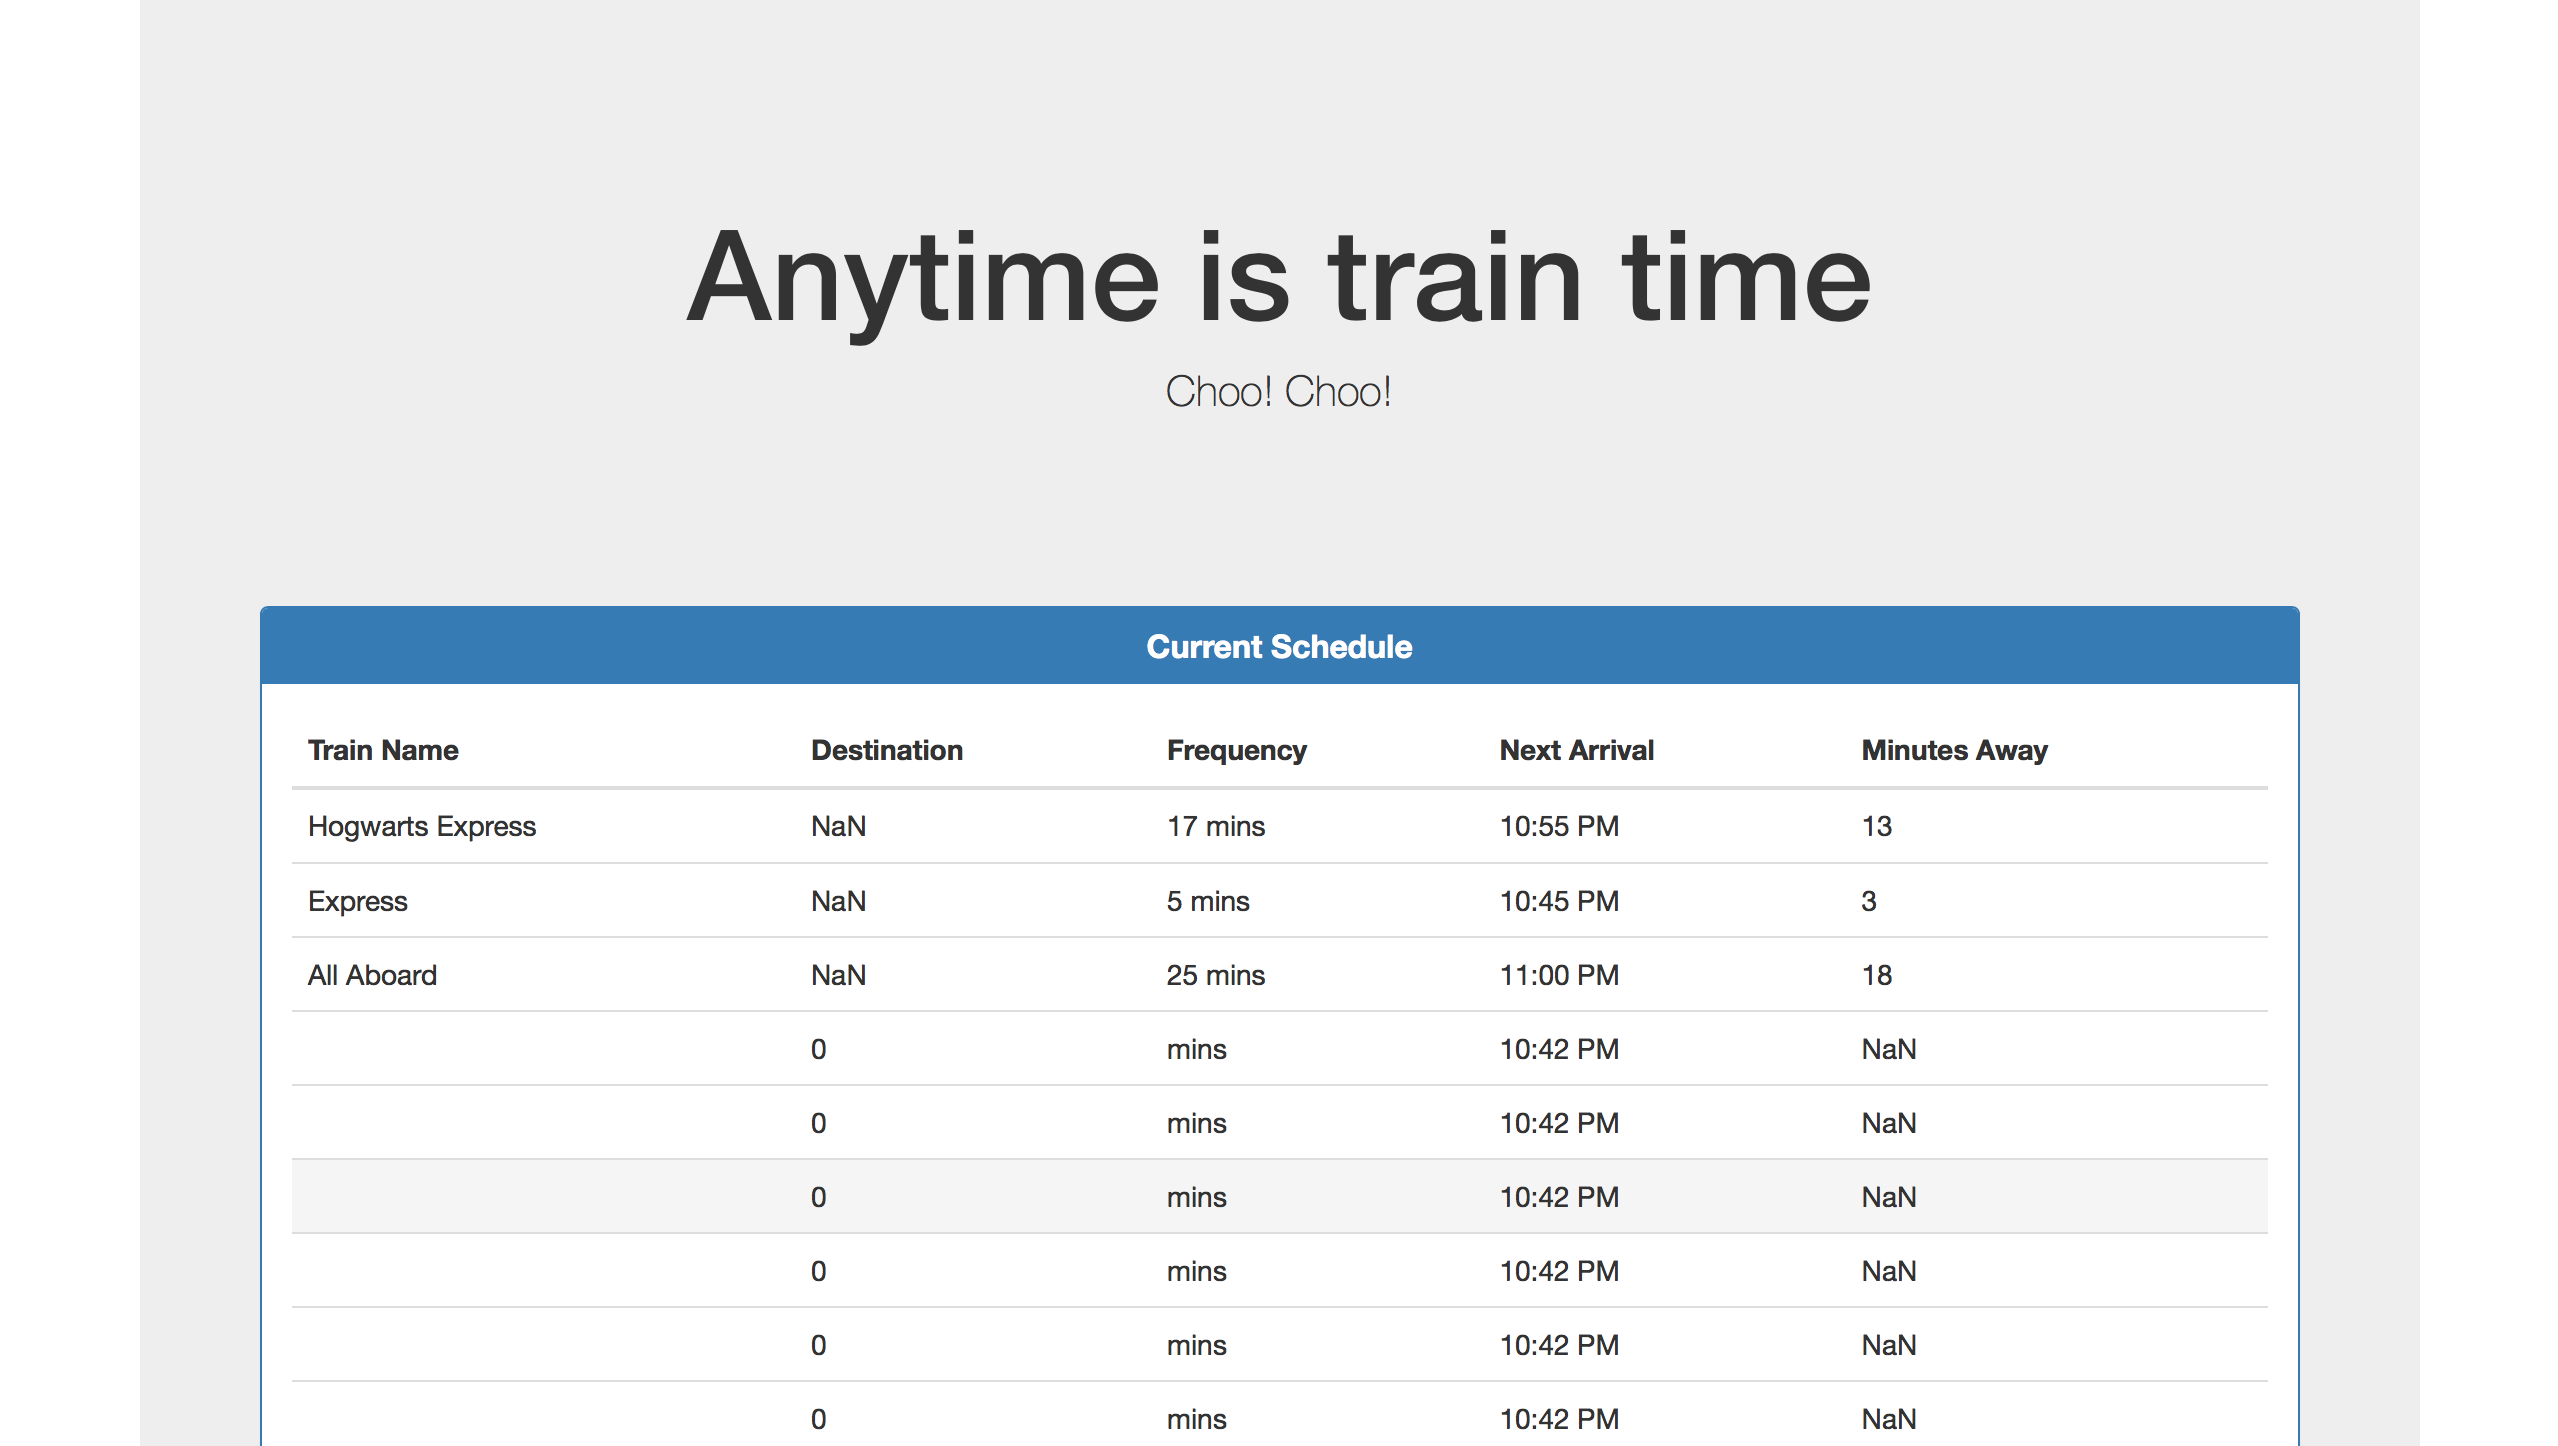 Anytime is train time
Choo! Choo!
Current Schedule
Train Name Destination Frequency Next Arrival Minutes Away
Hogwarts Express NaN 17 mins 10:55 PM 13
Express NaN 5 mins 10:45 PM 3
All Aboard NaN 25 mins 11:00 PM 18
0 mins 10:42 PM NaN
0 mins 10:42 PM NaN
0 mins 10:42 PM NaN
0 mins 10:42 PM NaN
0 mins 10:42 PM NaN
0 mins 10:42 PM NaN